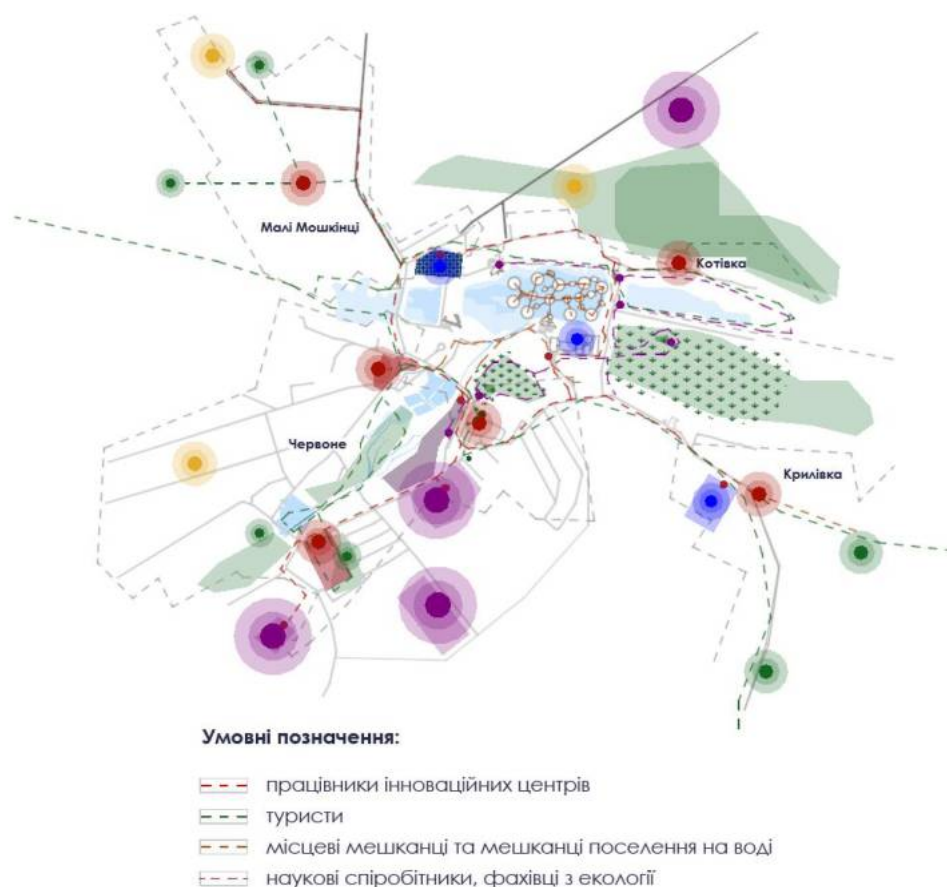 Малі Мошкінці
Котівка
Червоне
Крилівка
Умовні позначення:
працівники інноваційних центрів
туристи
місцеві мешканці та мешканці поселення на воді
наукові спіробітники, фахівці з екології